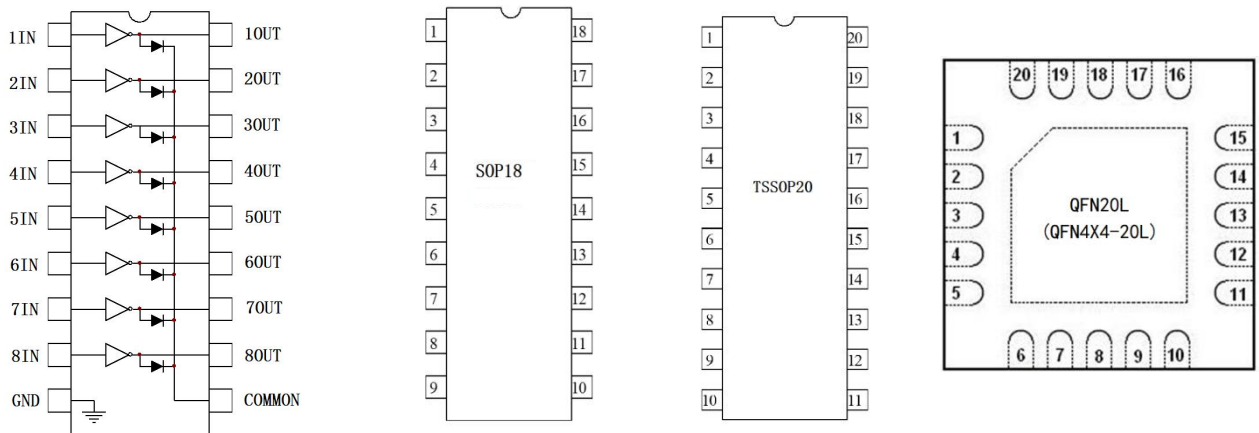 1IN 1OUT
2IN 2OUT
3IN 3OUT
4IN 4OUT
5IN 5OUT
6IN 6OUT
7IN 7OUT
8IN 8OUT
GND COMMON
1 18
2 17
3 16
4 15
SOP18
5 14
6 13
7 12
8 11
9 10
1 20
2 19
3 18
4 17
TSSOP20
5 16
6 15
7 14
8 13
9 12
10 11
20 19 18 17 16
1 15
2 14
QFN20L
3 13
(QFN4X4-20L)
4 12
5 11
6 7 8 9 10